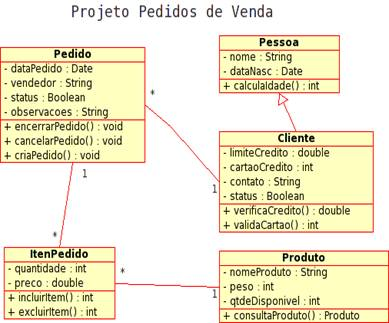 Projeto Pedidos de Venda
Pedido
- dataPedido : Date
- vendedor : String
- status : Boolean
- observacoes : String
+ encerrarPedido() : void
+ cancelarPedido() : void
+ criaPedido() : void
Pessoa
- nome : String
- dataNasc : Date
+ calculaIdade() : int
*
1
Cliente
- limiteCredito : double
- cartaoCredito : int
- contato : String
- status : Boolean
+ verificaCredito() : double
+ validaCartao() : int
1
*
ItenPedido
- quantidade : int
- preco : double
+ incluirItem() : int
+ excluirItem() : int
*
1
Produto
- nomeProduto : String
- peso : int
- qtdeDisponivel : int
+ consultaProduto() : Produto